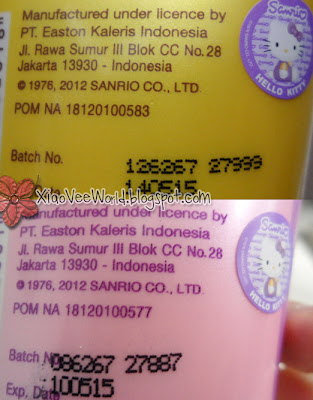 Manufactured under licence by
PT. Easton Kaleris Indonesia
Jl. Rawa Sumur III Blok CC No.28
Jakarta 13930 - Indonesia
© 1976, 2012 SANRIO CO., LTD.
POM NA 18120100583
Batch No. 126267 27999
140515
Sanrio
HELLO KITTY
XiaoVeeWorld.blogspot.com
Manufactured under licence by
PT. Easton Kaleris Indonesia
Jl. Rawa Sumur III Blok CC No.28
Jakarta 13930 - Indonesia
© 1976, 2012 SANRIO CO., LTD.
POM NA 18120100577
Batch No 086267 27887
Exp. Date 100515
Sanrio
HELLO KITTY